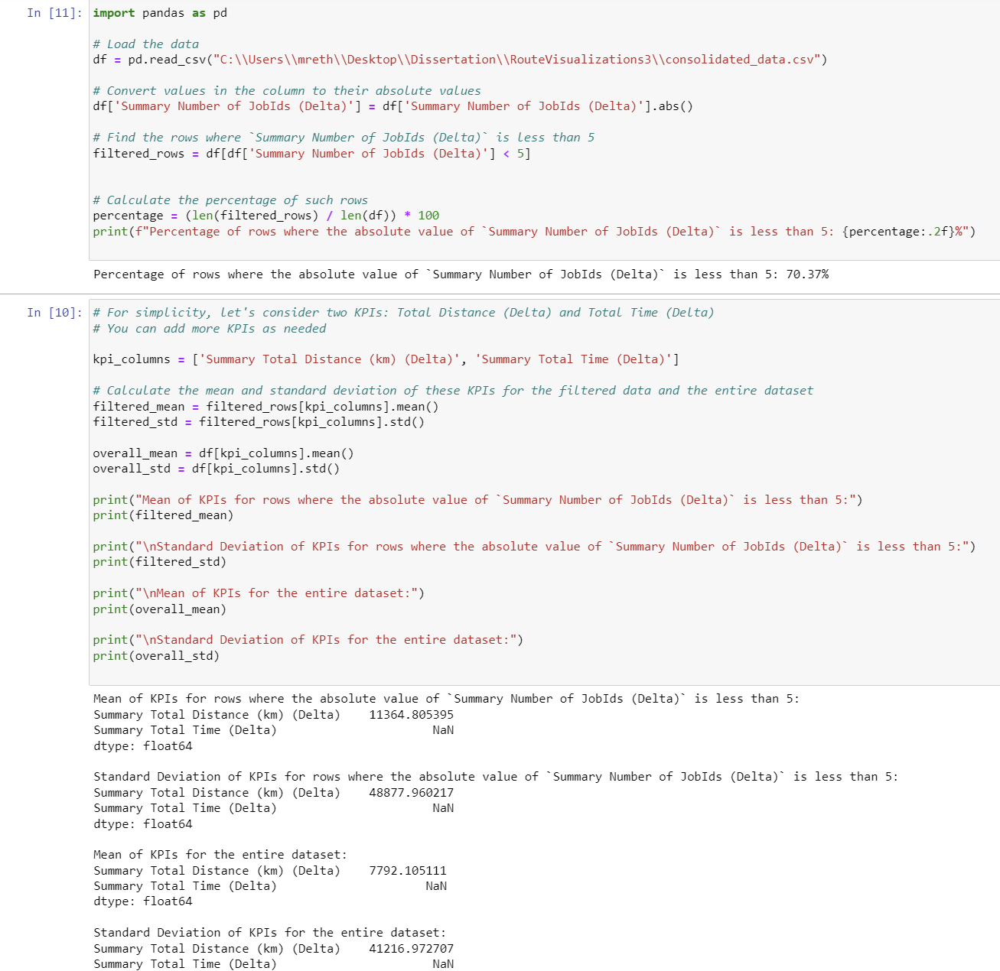 In [11]: import pandas as pd
# Load the data
df = pd.read_csv("C:\\Users\\mreth\\Desktop\\Dissertation\\RouteVisualizations3\\consolidated_data.csv")
# Convert values in the column to their absolute values
df['Summary Number of JobIds (Delta)'] = df['Summary Number of JobIds (Delta)'].abs()
# Find the rows where `Summary Number of JobIds (Delta)` is less than 5
filtered_rows = df[df['Summary Number of JobIds (Delta)'] < 5]
# Calculate the percentage of such rows
percentage = (len(filtered_rows) / len(df)) * 100
print(f"Percentage of rows where the absolute value of `Summary Number of JobIds (Delta)` is less than 5: {percentage:.2f}%")
Percentage of rows where the absolute value of `Summary Number of JobIds (Delta)` is less than 5: 70.37%
In [10]: # For simplicity, let's consider two KPIs: Total Distance (Delta) and Total Time (Delta)
# You can add more KPIs as needed
kpi_columns = ['Summary Total Distance (km) (Delta)', 'Summary Total Time (Delta)']
# Calculate the mean and standard deviation of these KPIs for the filtered data and the entire dataset
filtered_mean = filtered_rows[kpi_columns].mean()
filtered_std = filtered_rows[kpi_columns].std()
overall_mean = df[kpi_columns].mean()
overall_std = df[kpi_columns].std()
print("Mean of KPIs for rows where the absolute value of `Summary Number of JobIds (Delta)` is less than 5:")
print(filtered_mean)
print("\nStandard Deviation of KPIs for rows where the absolute value of `Summary Number of JobIds (Delta)` is less than 5:")
print(filtered_std)
print("\nMean of KPIs for the entire dataset:")
print(overall_mean)
print("\nStandard Deviation of KPIs for the entire dataset:")
print(overall_std)
Mean of KPIs for rows where the absolute value of `Summary Number of JobIds (Delta)` is less than 5:
Summary Total Distance (km) (Delta)    11364.805395
Summary Total Time (Delta)                      NaN
dtype: float64
Standard Deviation of KPIs for rows where the absolute value of `Summary Number of JobIds (Delta)` is less than 5:
Summary Total Distance (km) (Delta)    48877.960217
Summary Total Time (Delta)                      NaN
dtype: float64
Mean of KPIs for the entire dataset:
Summary Total Distance (km) (Delta)    7792.105111
Summary Total Time (Delta)                     NaN
dtype: float64
Standard Deviation of KPIs for the entire dataset:
Summary Total Distance (km) (Delta)    41216.972707
Summary Total Time (Delta)                      NaN